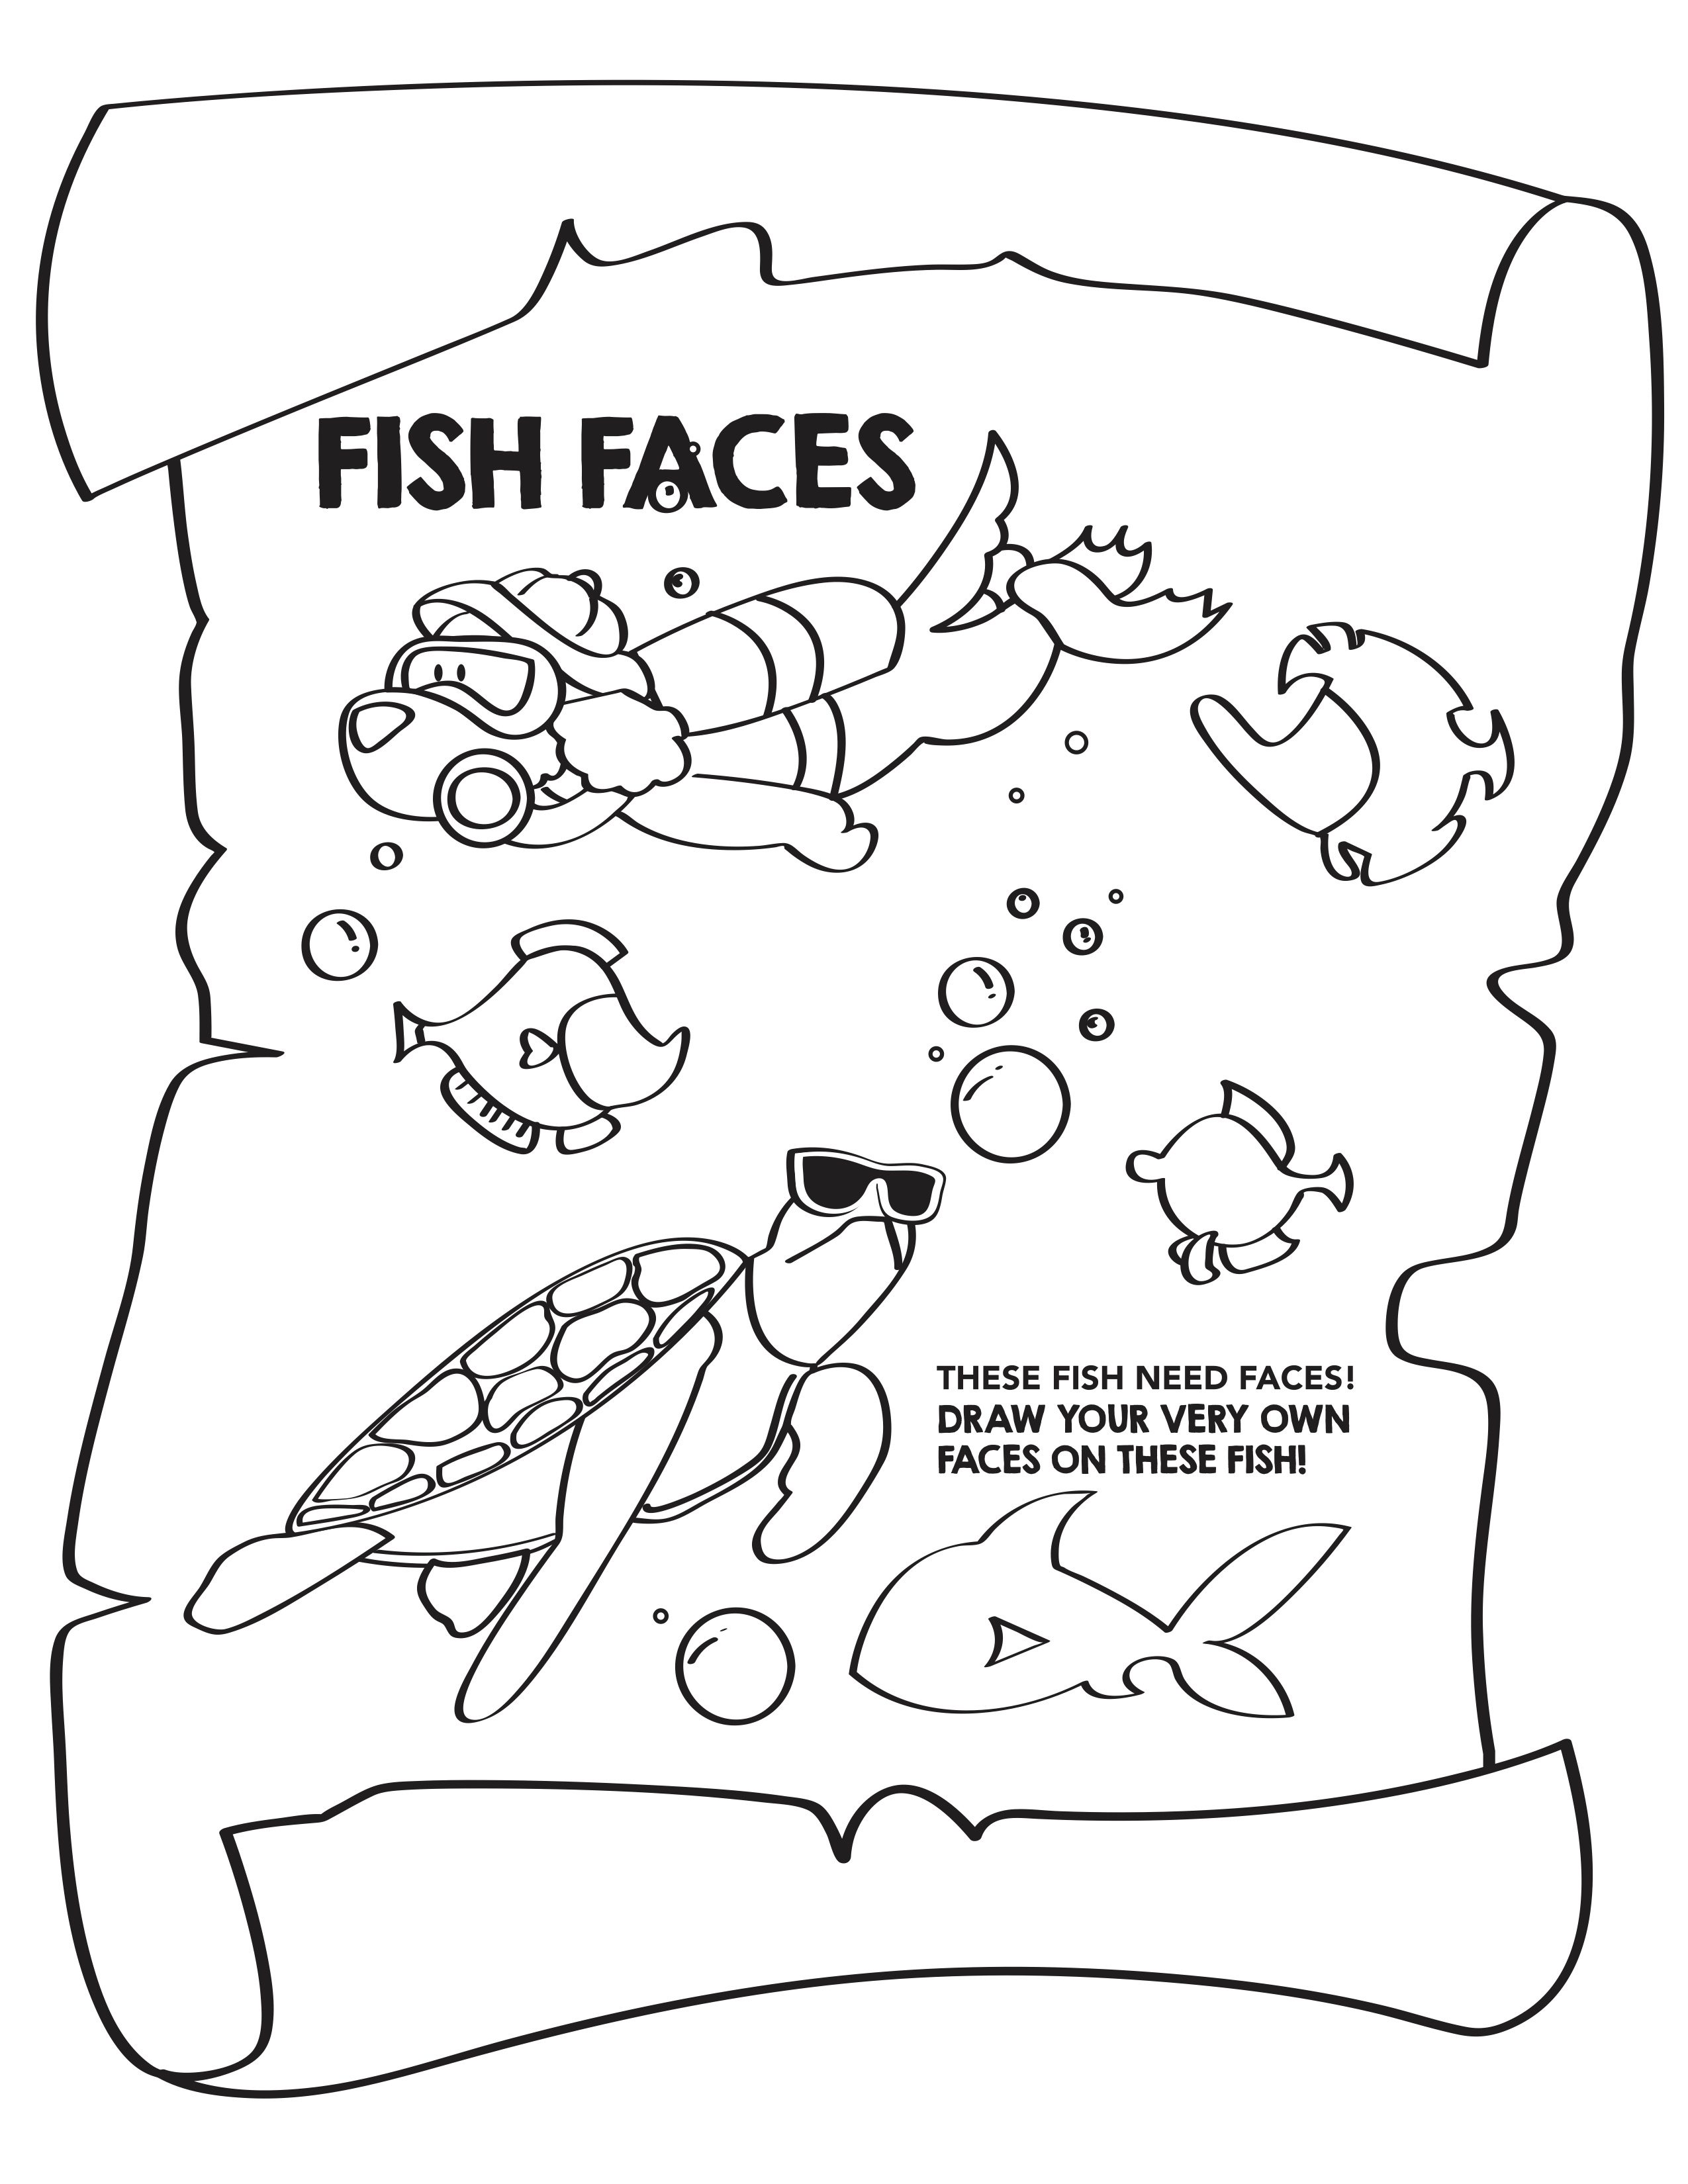 FISH FACES
THESE FISH NEED FACES!
DRAW YOUR VERY OWN
FACES ON THESE FISH!